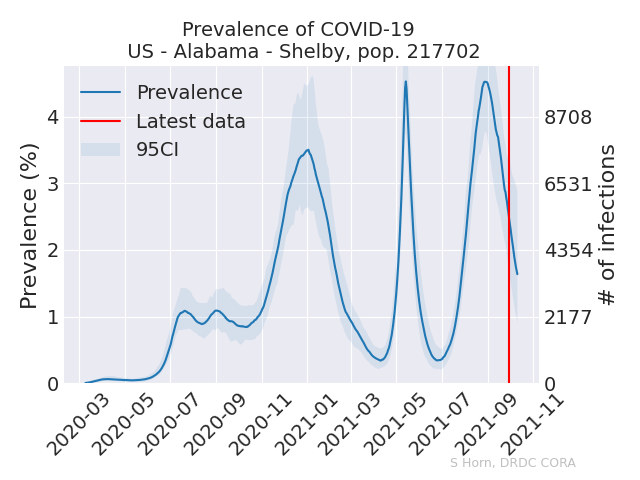 Prevalence of COVID-19
US - Alabama - Shelby, pop. 217702
Prevalence
Latest data
95CI
Prevalence (%)
4
3
2
1
0
8708
6531
4354
2177
0
# of infections
2020-03
2020-05
2020-07
2020-09
2020-11
2021-01
2021-03
2021-05
2021-07
2021-09
2021-11
S Horn, DRDC CORA